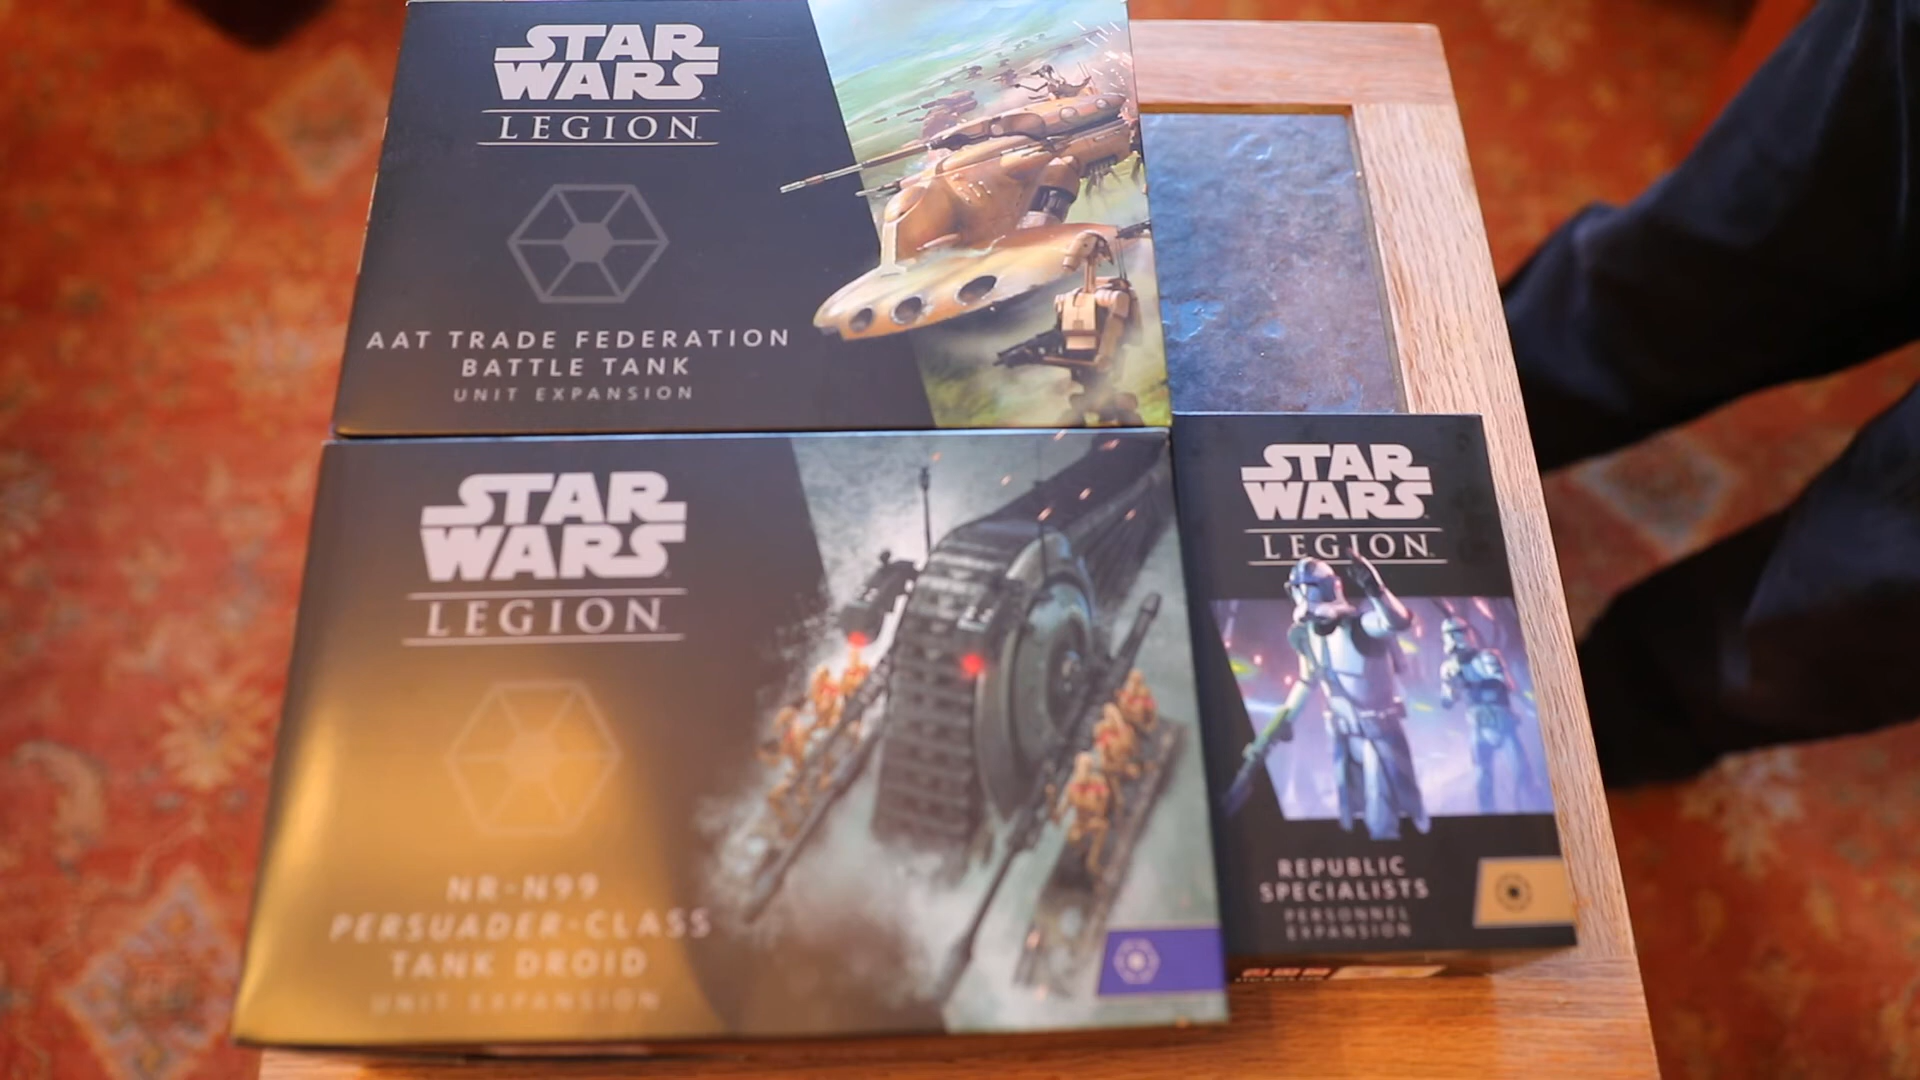 STAR
WARS
LEGION
AAT TRADE FEDERATION
BATTLE TANK
UNIT EXPANSION
STAR
WARS
LEGION
NR-N99
PERSUADER-CLASS
TANK DROID
UNIT EXPANSION
STAR
WARS
LEGION
REPUBLIC
SPECIALISTS
PERSONNEL
EXPANSION